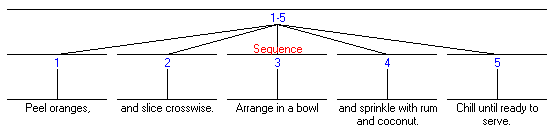 1-5
Sequence
1 2 3 4 5
Peel oranges, and slice crosswise. Arrange in a bowl and sprinkle with rum Chill until ready to
and coconut. serve.